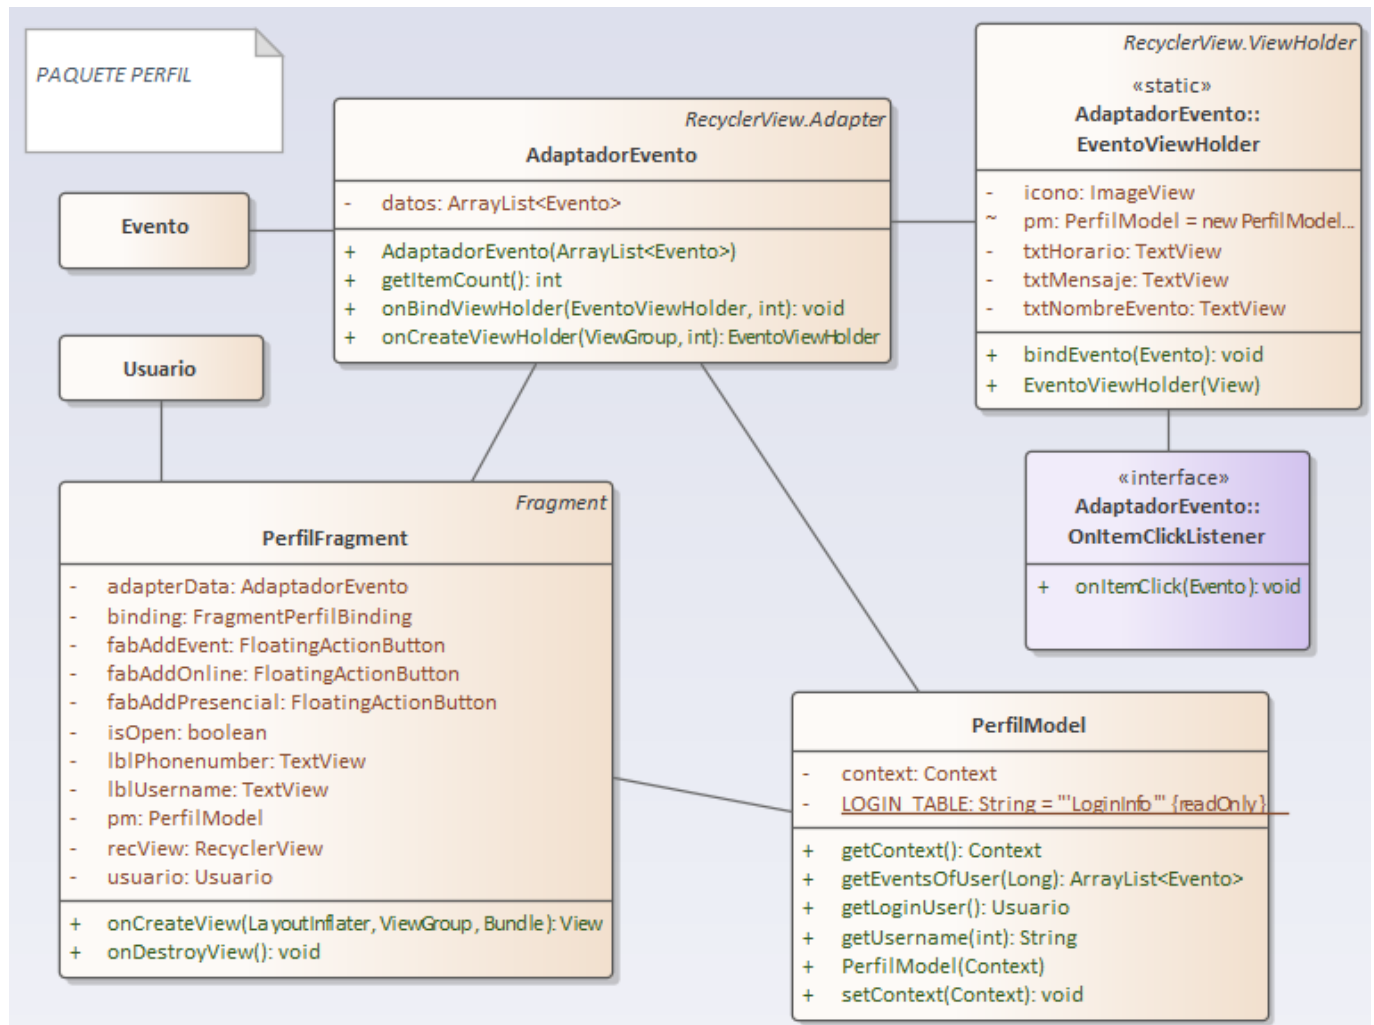 PAQUETE PERFIL
RecyclerView.Adapter
AdaptadorEvento
- datos: ArrayList<Evento>
+ AdaptadorEvento(ArrayList<Evento>)
+ getItemCount(): int
+ onBindViewHolder(EventoViewHolder, int): void
+ onCreateViewHolder(ViewGroup, int): EventoViewHolder
RecyclerView.ViewHolder
«static»
AdaptadorEvento::
EventoViewHolder
- icono: ImageView
~ pm: PerfilModel = new PerfilModel...
- txtHorario: TextView
- txtMensaje: TextView
- txtNombreEvento: TextView
+ bindEvento(Evento): void
+ EventoViewHolder(View)
Evento
Usuario
«interface»
AdaptadorEvento::
OnItemClickListener
+ onItemClick(Evento): void
Fragment
PerfilFragment
- adapterData: AdaptadorEvento
- binding: FragmentPerfilBinding
- fabAddEvent: FloatingActionButton
- fabAddOnline: FloatingActionButton
- fabAddPresencial: FloatingActionButton
- isOpen: boolean
- lblPhonenumber: TextView
- lblUsername: TextView
- pm: PerfilModel
- recView: RecyclerView
- usuario: Usuario
+ onCreateView(LayoutInflater, ViewGroup, Bundle): View
+ onDestroyView(): void
PerfilModel
- context: Context
- LOGIN_TABLE: String = "'LoginInfo'" {readOnly}
+ getContext(): Context
+ getEventsOfUser(Long): ArrayList<Evento>
+ getLoginUser(): Usuario
+ getUsername(int): String
+ PerfilModel(Context)
+ setContext(Context): void